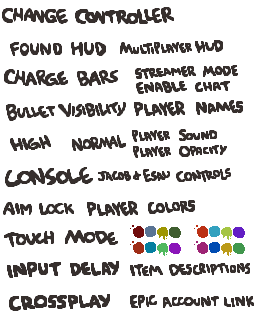 CHANGE CONTROLLER
FOUND HUD MULTIPLAYER HUD
CHARGE BARS STREAMER MODE
ENABLE CHAT
BULLET VISIBILITY PLAYER NAMES
HIGH NORMAL PLAYER SOUND
PLAYER OPACITY
CONSOLE JACOB & ESAU CONTROLS
AIM LOCK PLAYER COLORS
TOUCH MODE
INPUT DELAY ITEM DESCRIPTIONS
CROSSPLAY EPIC ACCOUNT LINK